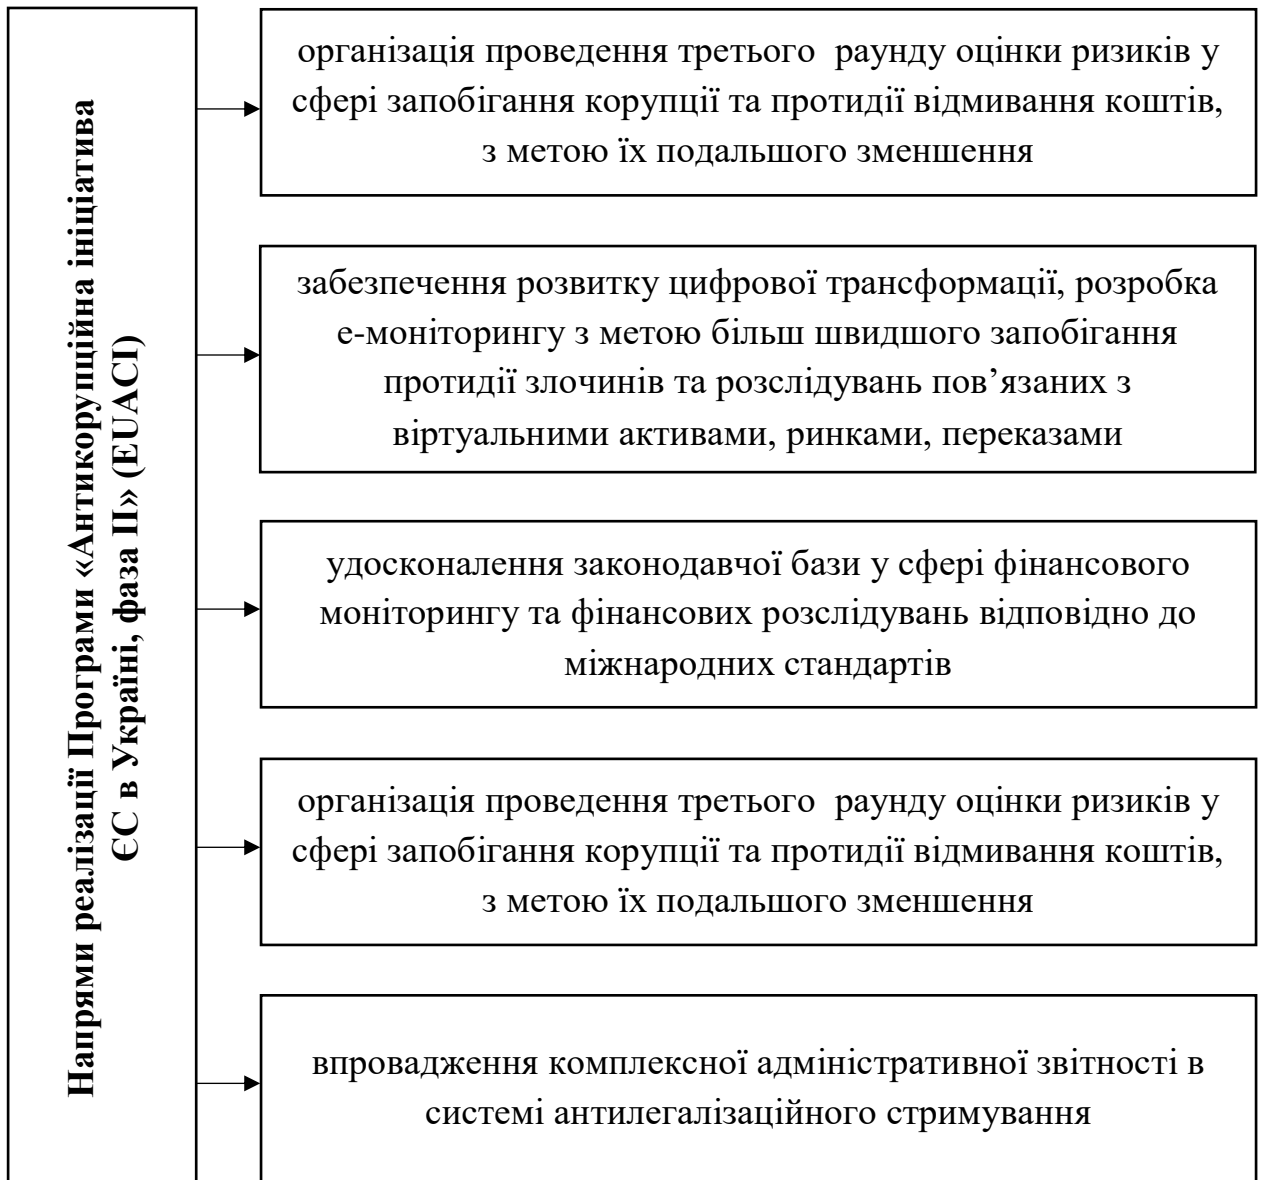 Напрями реалізації Програми «Антикорупційна ініціатива
ЄС в Україні, фаза ІІ» (EUACI)
організація проведення третього раунду оцінки ризиків у
сфері запобігання корупції та протидії відмивання коштів,
з метою їх подальшого зменшення
забезпечення розвитку цифрової трансформації, розробка
е-моніторингу з метою більш швидшого запобігання
протидії злочинів та розслідувань пов’язаних з
віртуальними активами, ринками, переказами
удосконалення законодавчої бази у сфері фінансового
моніторингу та фінансових розслідувань відповідно до
міжнародних стандартів
організація проведення третього раунду оцінки ризиків у
сфері запобігання корупції та протидії відмивання коштів,
з метою їх подальшого зменшення
впровадження комплексної адміністративної звітності в
системі антилегалізаційного стримування